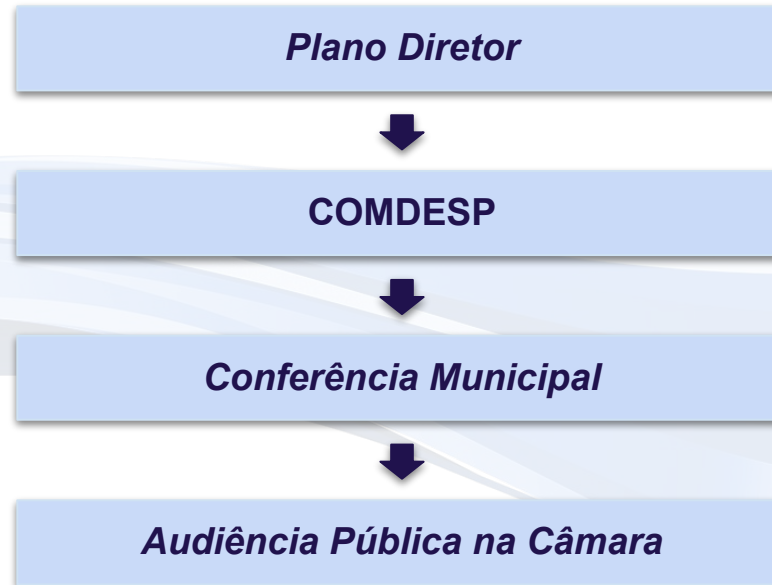 Plano Diretor
COMDESP
Conferência Municipal
Audiência Pública na Câmara